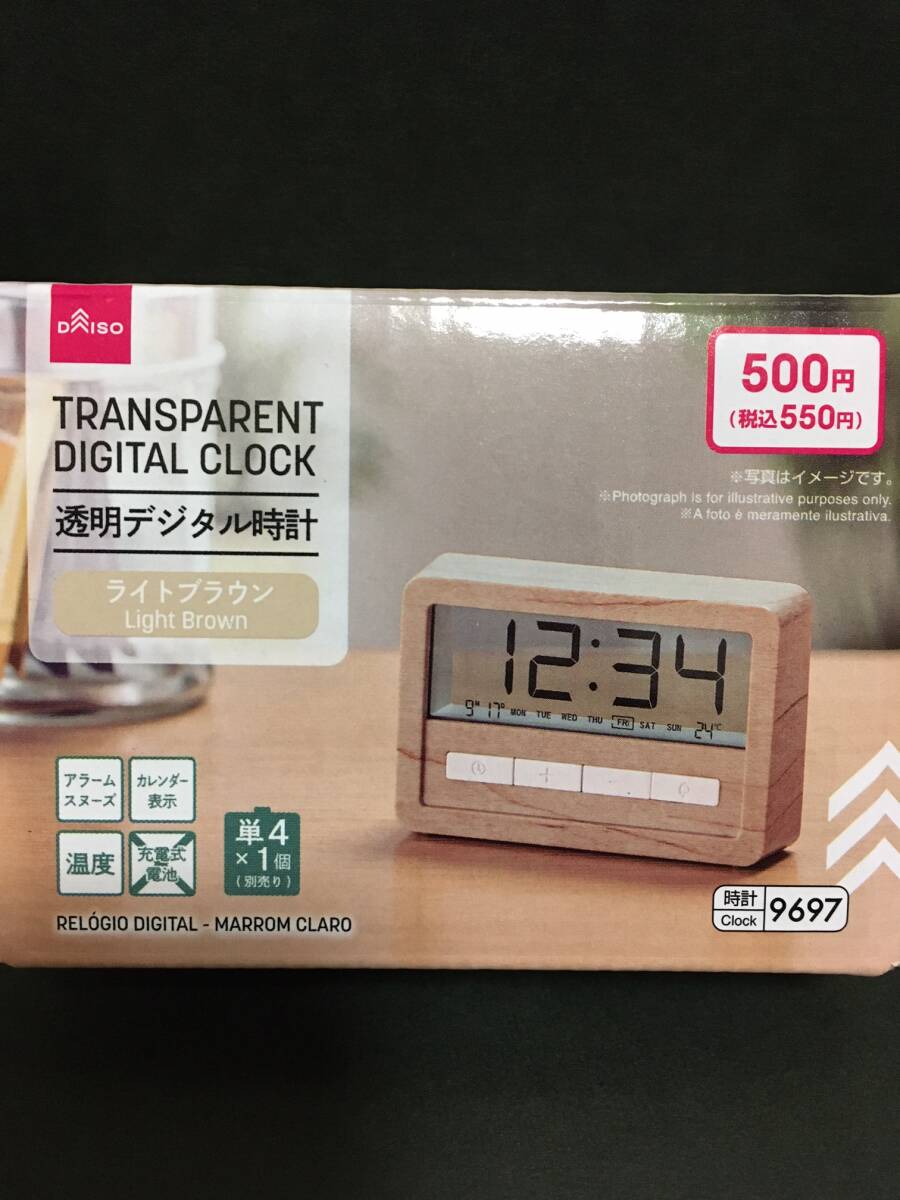 DAISO
TRANSPARENT
DIGITAL CLOCK
透明デジタル時計
ライトブラウン
Light Brown
500円
(税込550円)
※写真はイメージです。
※Photograph is for illustrative purposes only.
※A foto é meramente ilustrativa.
12:34
9M 17D MON TUE WED THU FRI SAT SUN 24℃
アラーム
スヌーズ
カレンダー
表示
温度
充電式
電池
単4
×1個
(別売り)
RELÓGIO DIGITAL - MARROM CLARO
時計
Clock
9697